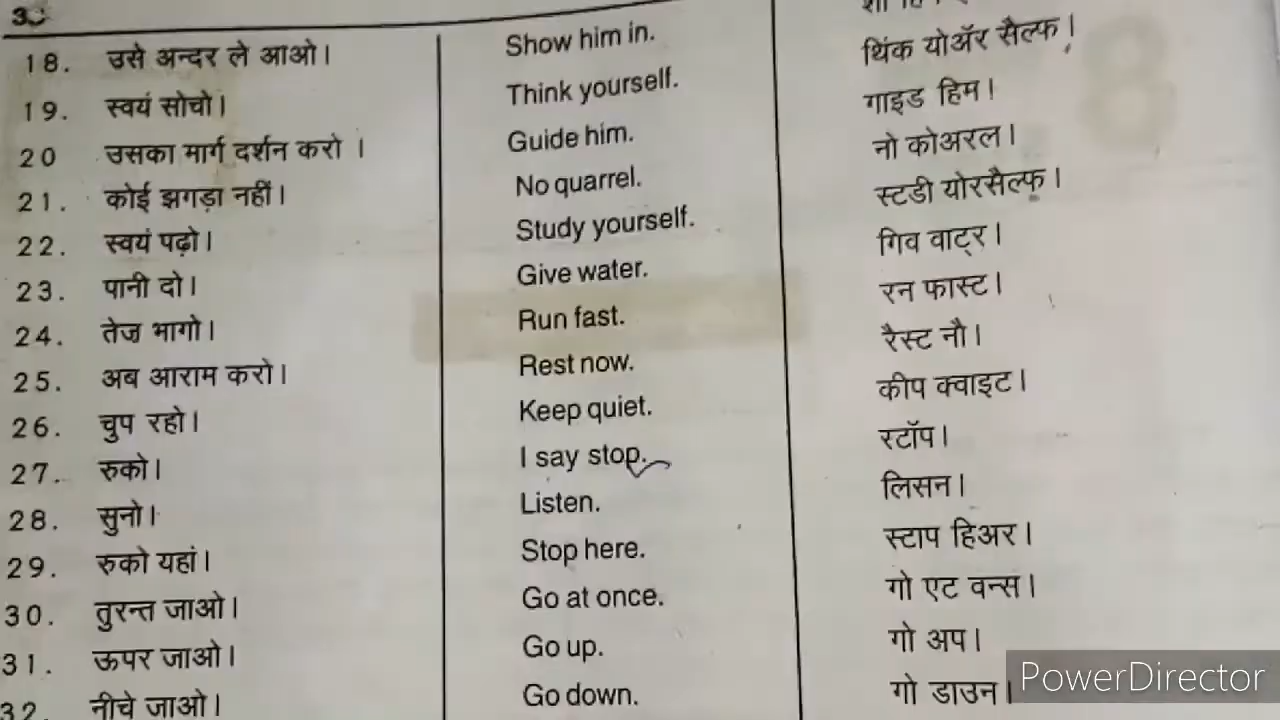 18. उसे अन्दर ले आओ। Show him in.
19. स्वयं सोचो। Think yourself. थिंक योॲर सैल्फ।
20 उसका मार्ग दर्शन करो । Guide him. गाइड हिम।
21. कोई झगड़ा नहीं। No quarrel. नो कोअरल।
22. स्वयं पढ़ो। Study yourself. स्टडी योरसैल्फ।
23. पानी दो। Give water. गिव वाट्र।
24. तेज भागो। Run fast. रन फास्ट।
25. अब आराम करो। Rest now. रैस्ट नौ।
26. चुप रहो। Keep quiet. कीप क्वाइट।
27. रुको। I say stop. स्टॉप।
28. सुनो। Listen. लिसन।
29. रुको यहां। Stop here. स्टाप हिअर।
30. तुरन्त जाओ। Go at once. गो एट वन्स।
31. ऊपर जाओ। Go up. गो अप।
32. नीचे जाओ। Go down. गो डाउन।
PowerDirector